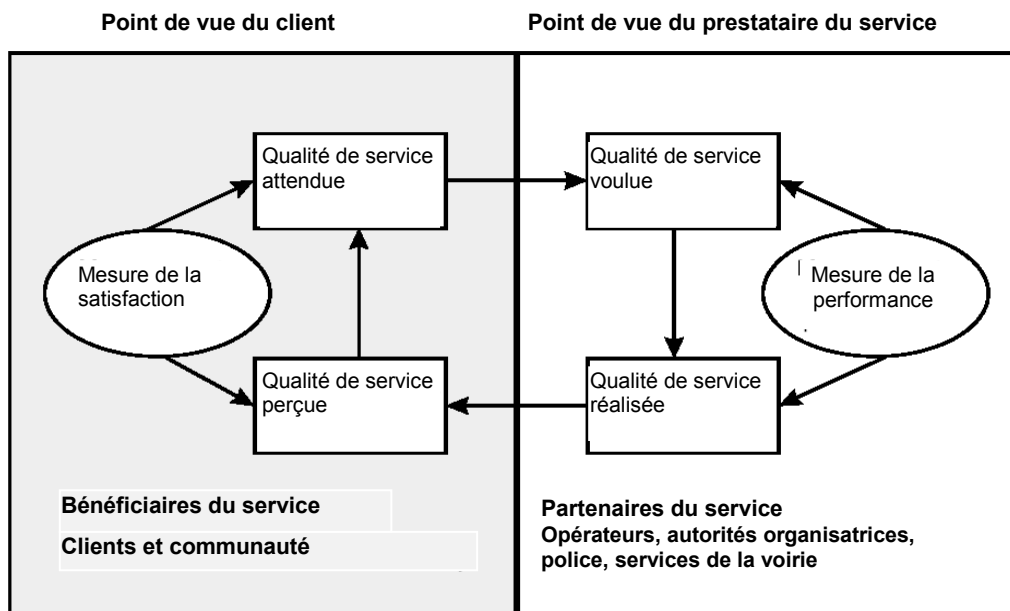 Point de vue du client
Point de vue du prestataire du service
Qualité de service
attendue
Qualité de service
voulue
Mesure de la
satisfaction
Mesure de la
performance
Qualité de service
perçue
Qualité de service
réalisée
Bénéficiaires du service
Clients et communauté
Partenaires du service
Opérateurs, autorités organisatrices,
police, services de la voirie